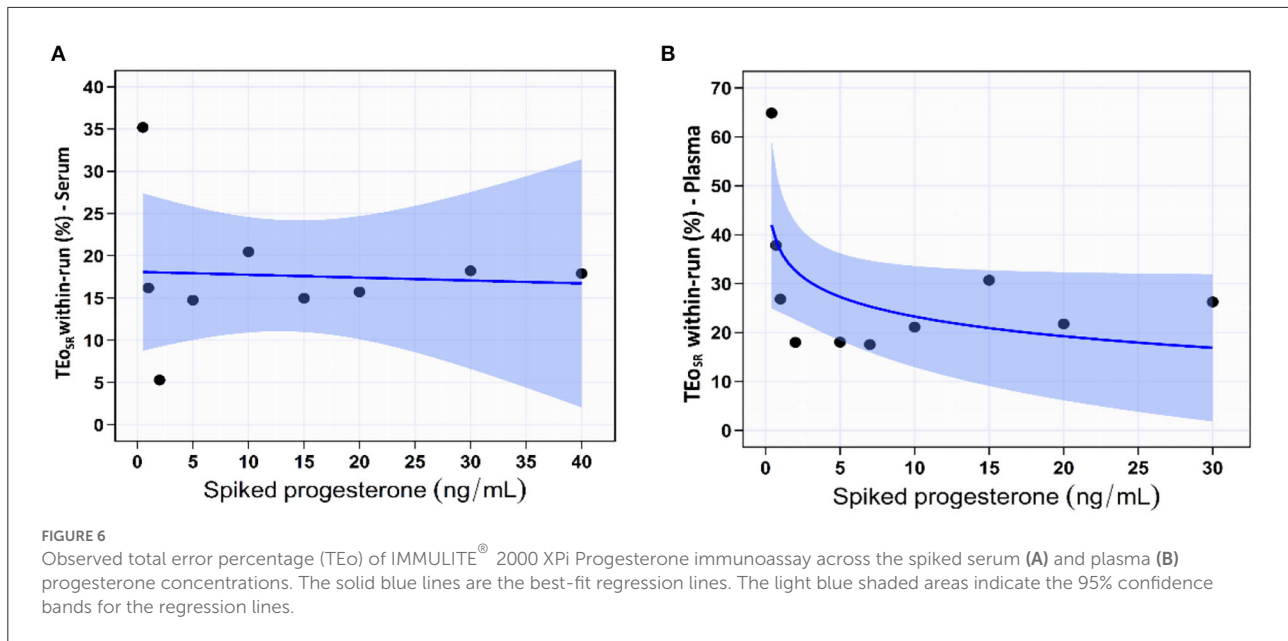 A
TEoSR within-run (%) - Serum
40
35
30
25
20
15
10
5
0
0 5 10 15 20 30 40
Spiked progesterone (ng/mL)
B
TEoSR within-run (%) - Plasma
70
60
50
40
30
20
10
0
0 5 10 15 20 30
Spiked progesterone (ng/mL)
FIGURE 6
Observed total error percentage (TEo) of IMMULITE® 2000 XPi Progesterone immunoassay across the spiked serum (A) and plasma (B)
progesterone concentrations. The solid blue lines are the best-fit regression lines. The light blue shaded areas indicate the 95% confidence
bands for the regression lines.